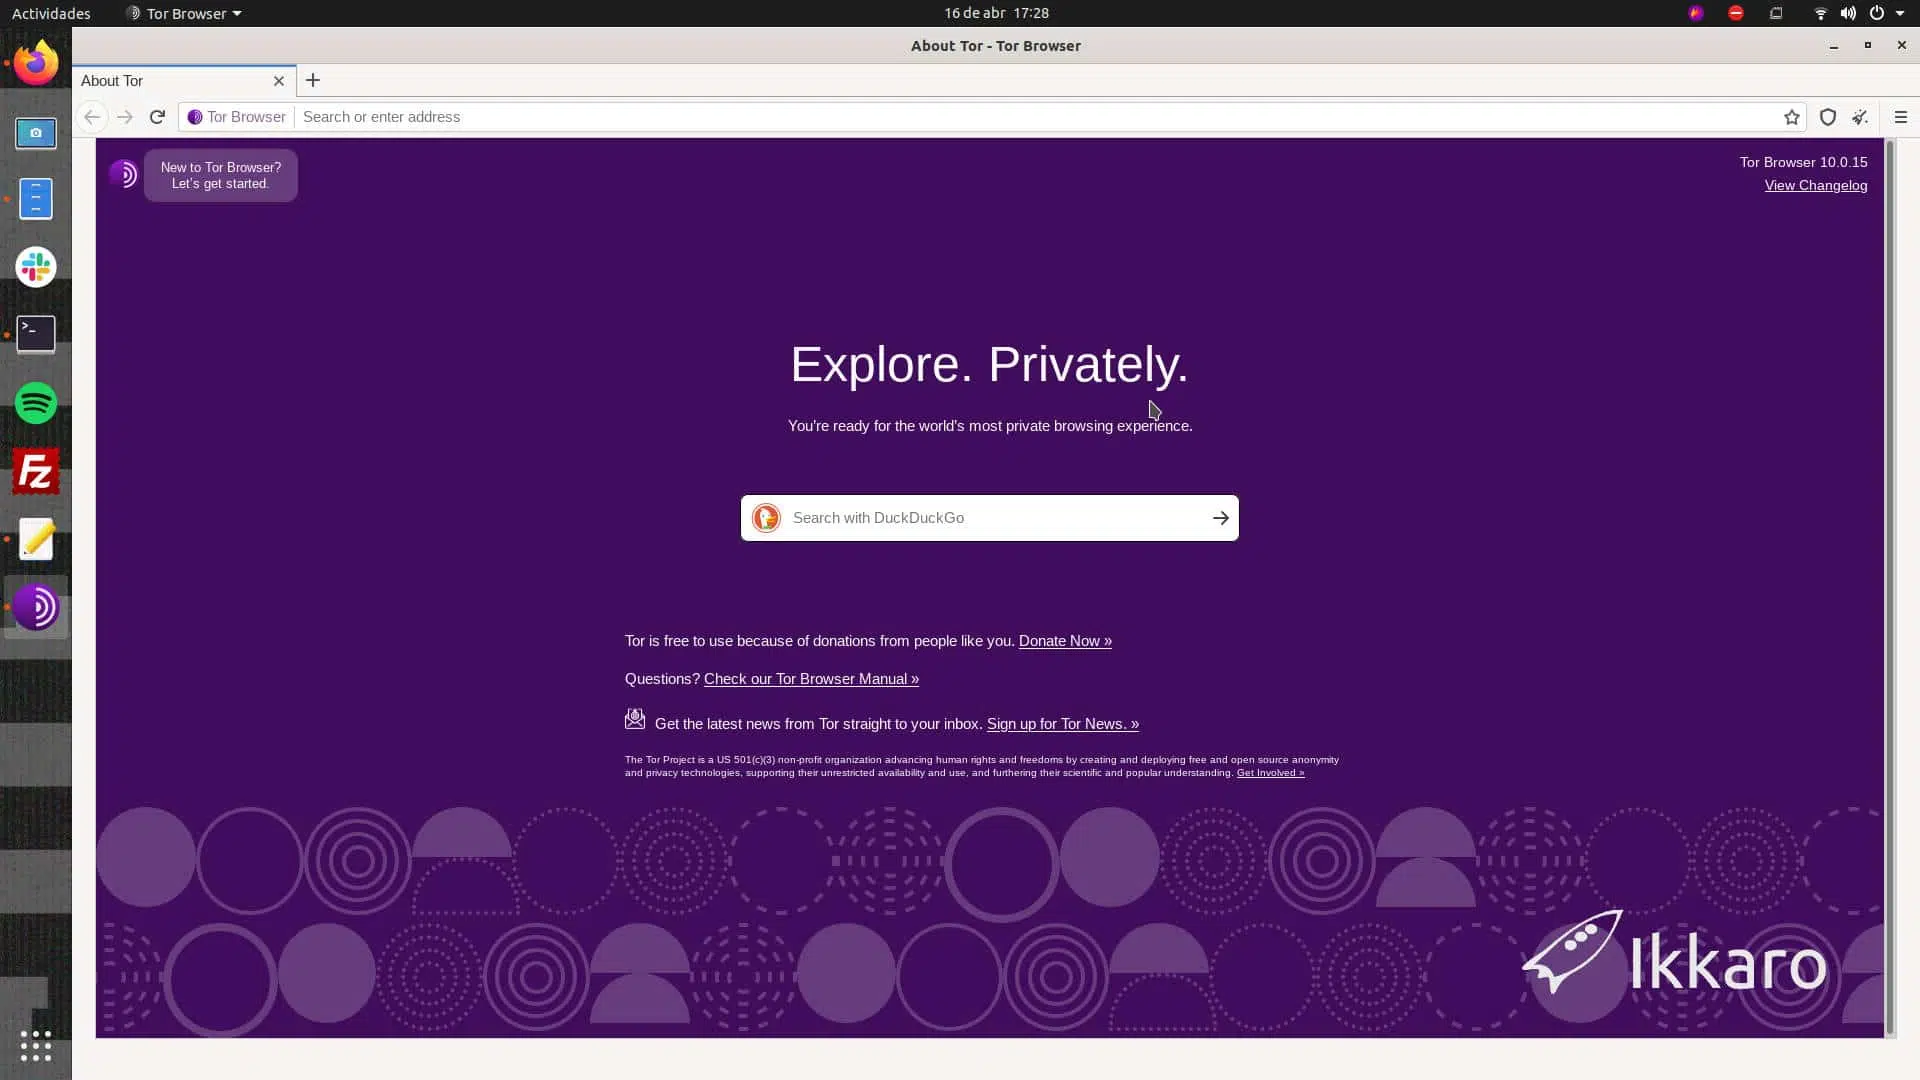 Actividades
Tor Browser
16 de abr 17:28
About Tor - Tor Browser
About Tor
Tor Browser
Search or enter address
New to Tor Browser?
Let's get started.
Tor Browser 10.0.15
View Changelog
Explore. Privately.
You're ready for the world's most private browsing experience.
Search with DuckDuckGo
Tor is free to use because of donations from people like you. Donate Now »
Questions? Check our Tor Browser Manual »
Get the latest news from Tor straight to your inbox. Sign up for Tor News. »
The Tor Project is a US 501(c)(3) non-profit organization advancing human rights and freedoms by creating and deploying free and open source anonymity
and privacy technologies, supporting their unrestricted availability and use, and furthering their scientific and popular understanding. Get Involved »
Fz
Ikkaro